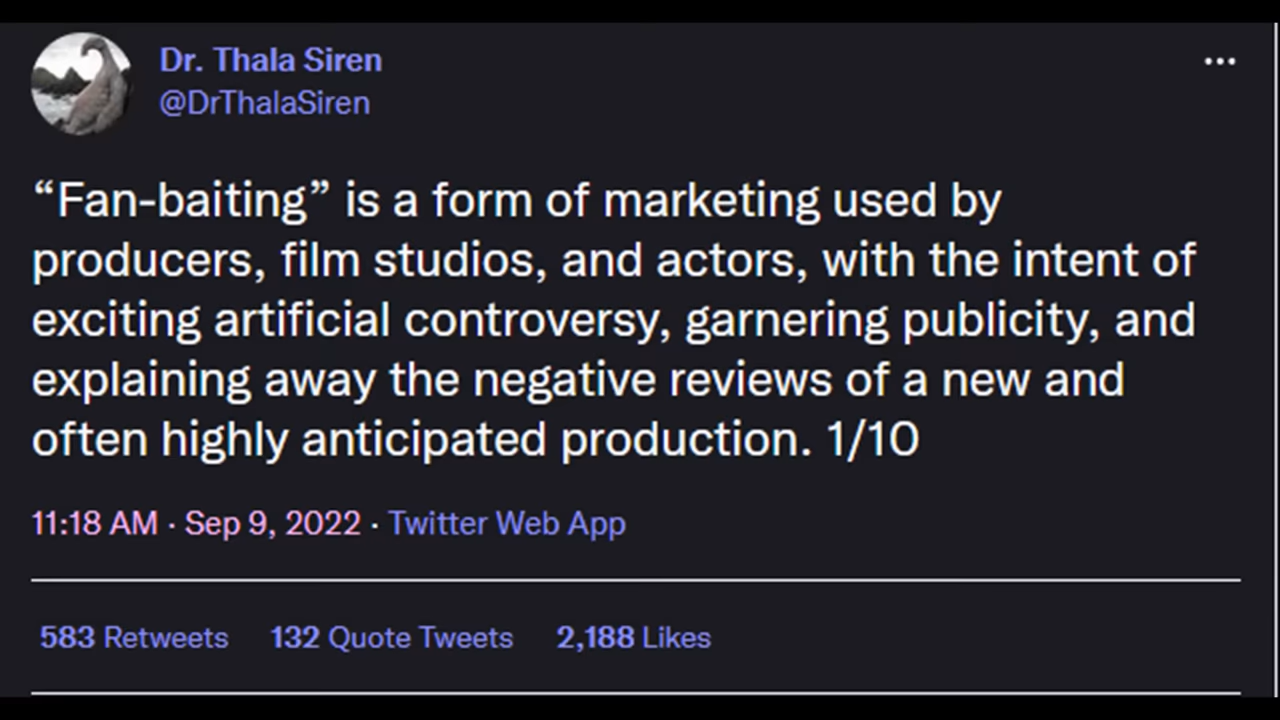 Dr. Thala Siren
@DrThalaSiren
“Fan-baiting” is a form of marketing used by
producers, film studios, and actors, with the intent of
exciting artificial controversy, garnering publicity, and
explaining away the negative reviews of a new and
often highly anticipated production. 1/10
11:18 AM · Sep 9, 2022 · Twitter Web App
583 Retweets 132 Quote Tweets 2,188 Likes